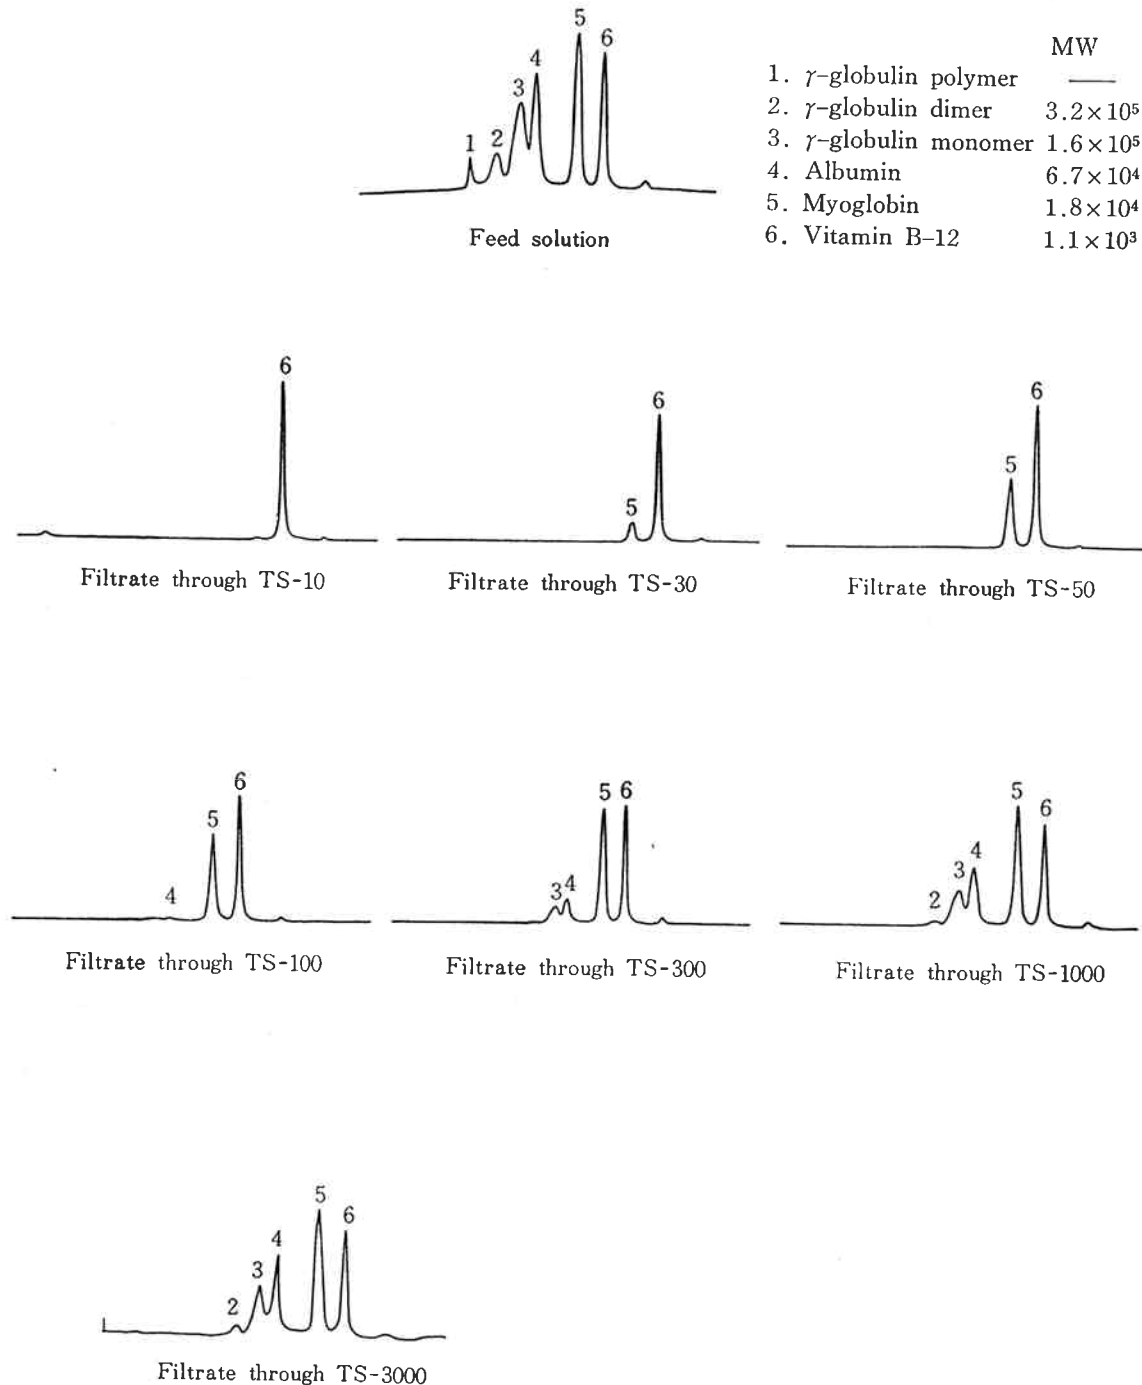 5
6
4
3
1
2
Feed solution
MW
1. γ-globulin polymer —
2. γ-globulin dimer 3.2×10⁵
3. γ-globulin monomer 1.6×10⁵
4. Albumin 6.7×10⁴
5. Myoglobin 1.8×10⁴
6. Vitamin B-12 1.1×10³
6
Filtrate through TS-10
6
5
Filtrate through TS-30
6
5
Filtrate through TS-50
6
5
4
Filtrate through TS-100
5 6
3 4
Filtrate through TS-300
5
6
4
3
2
Filtrate through TS-1000
5
6
4
3
2
Filtrate through TS-3000